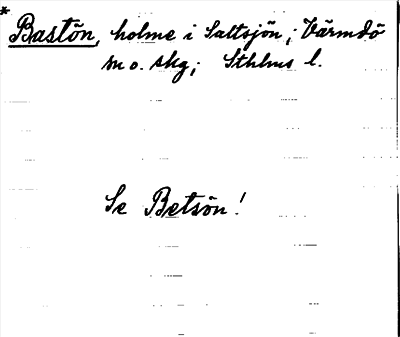 * Bastön, holme i Saltsjön; Värmdö
m o. skg; Sthlms l.
Se Betsön!